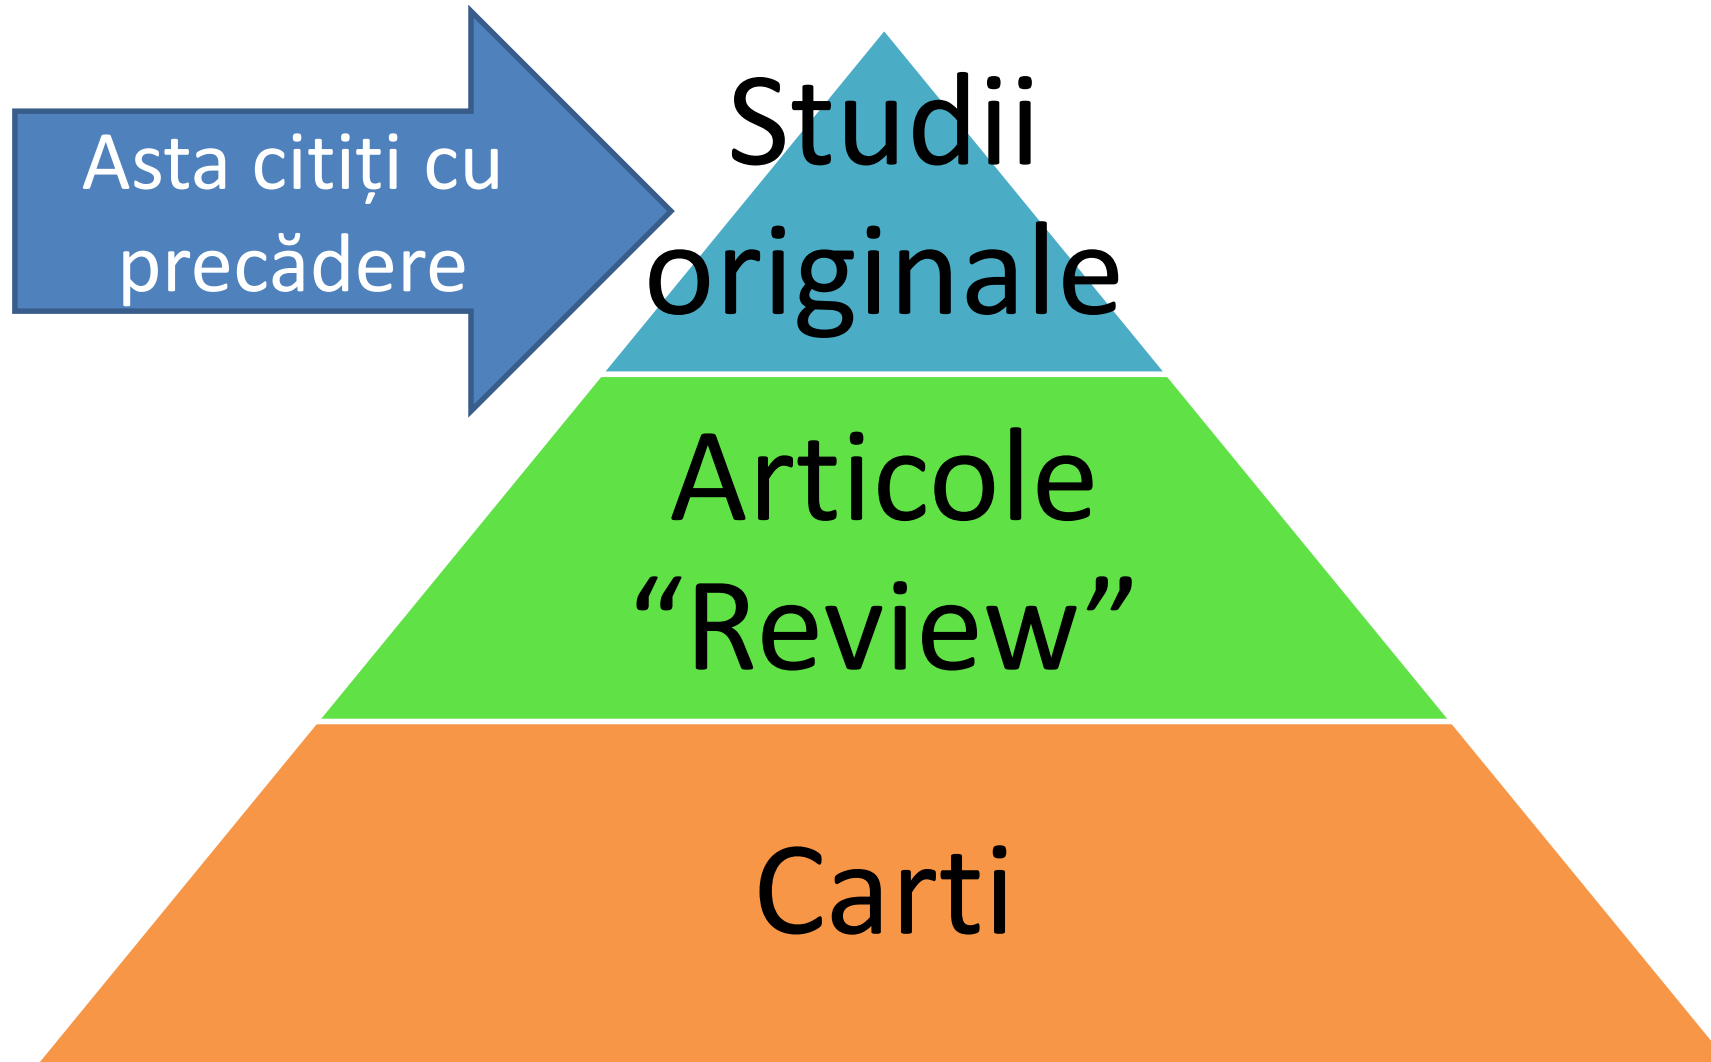 Asta citiți cu
precădere
Studii
originale
Articole
“Review”
Carti